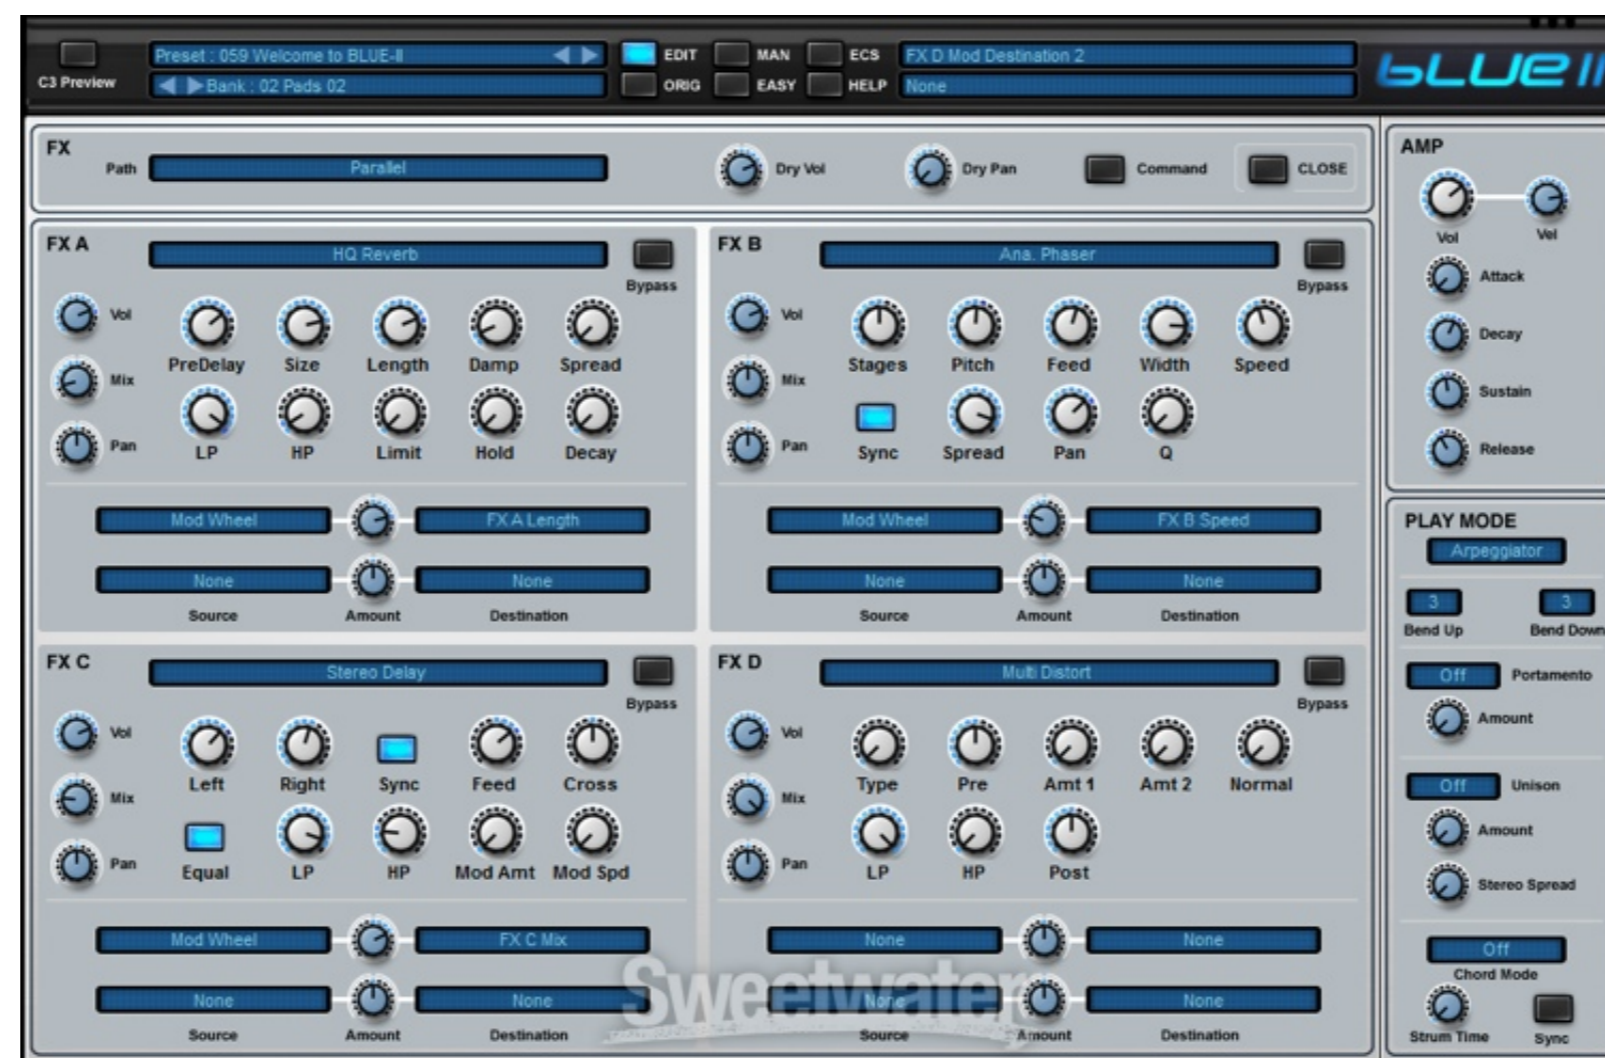 Preset : 059 Welcome to BLUE-II
EDIT MAN ECS
FX D Mod Destination 2
BLUE II
C3 Preview
Bank : 02 Pads 02
ORIG EASY HELP
None
FX
Path Parallel Dry Vol Dry Pan Command CLOSE
FX A
HQ Reverb
Bypass
Vol
PreDelay Size Length Damp Spread
Mix
LP HP Limit Hold Decay
Pan
Mod Wheel FX A Length
None None
Source Amount Destination
FX B
Ana. Phaser
Bypass
Vol
Stages Pitch Feed Width Speed
Mix
Sync Spread Pan Q
Pan
Mod Wheel FX B Speed
None None
Source Amount Destination
FX C
Stereo Delay
Bypass
Vol
Left Right Sync Feed Cross
Mix
Equal LP HP Mod Amt Mod Spd
Pan
Mod Wheel FX C Mix
None None
Source Amount Destination
FX D
Multi Distort
Bypass
Vol
Type Pre Amt 1 Amt 2 Normal
Mix
LP HP Post
Pan
None None
None None
Source Amount Destination
Sweetwater
AMP
Vol Vel
Attack
Decay
Sustain
Release
PLAY MODE
Arpeggiator
3 3
Bend Up Bend Down
Off Portamento
Amount
Off Unison
Amount
Stereo Spread
Off
Chord Mode
Strum Time Sync